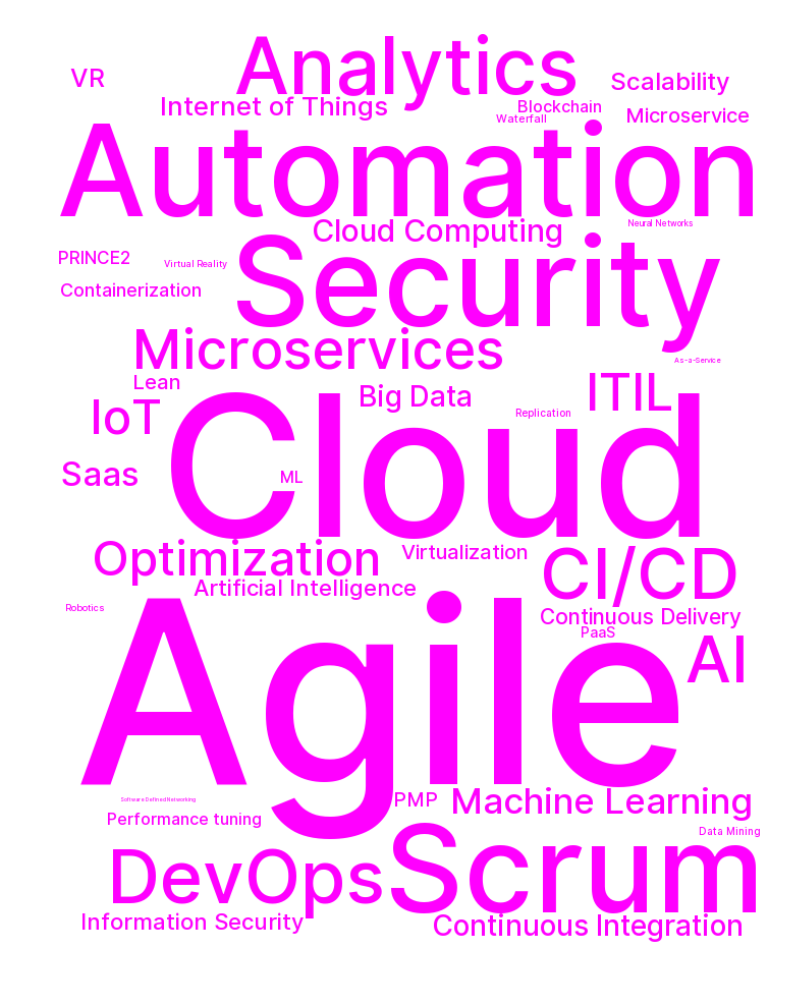 Analytics
VR
Scalability
Internet of Things
Blockchain
Waterfall
Microservice
Automation
Neural Networks
Cloud Computing
PRINCE2
Virtual Reality
Security
Containerization
Microservices
As-a-Service
Lean
Big Data
ITIL
IoT
Replication
Cloud
Saas
ML
Optimization
Virtualization
CI/CD
Artificial Intelligence
Robotics
Continuous Delivery
PaaS
AI
Agile
Software Defined Networking
PMP
Machine Learning
Performance tuning
Data Mining
DevOps
Scrum
Information Security
Continuous Integration